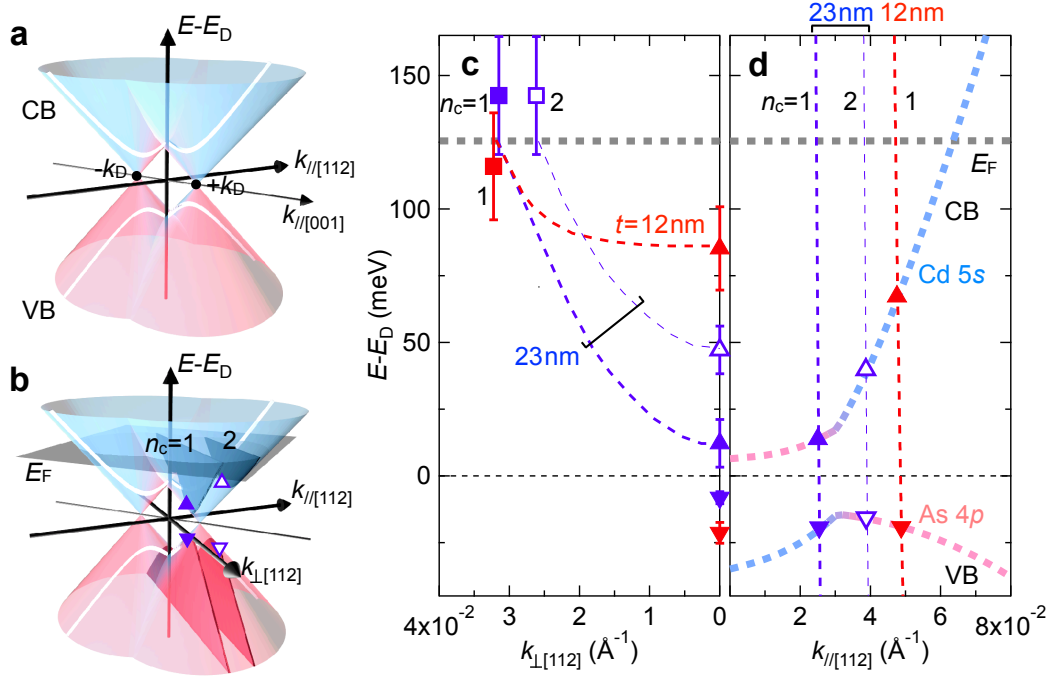 a
E-E_D
CB
-k_D
+k_D
k_//[112]
k_//[001]
VB
b
E-E_D
n_c=1
2
E_F
k_//[112]
k_⊥[112]
c
150
100
50
0
E-E_D (meV)
n_c=1
2
1
t=12nm
23nm
4x10⁻²
3
2
1
0
k_⊥[112] (Å⁻¹)
23nm
12nm
d
n_c=1
2
1
E_F
CB
Cd 5s
As 4p
VB
2
4
6
8x10⁻²
k_//[112] (Å⁻¹)